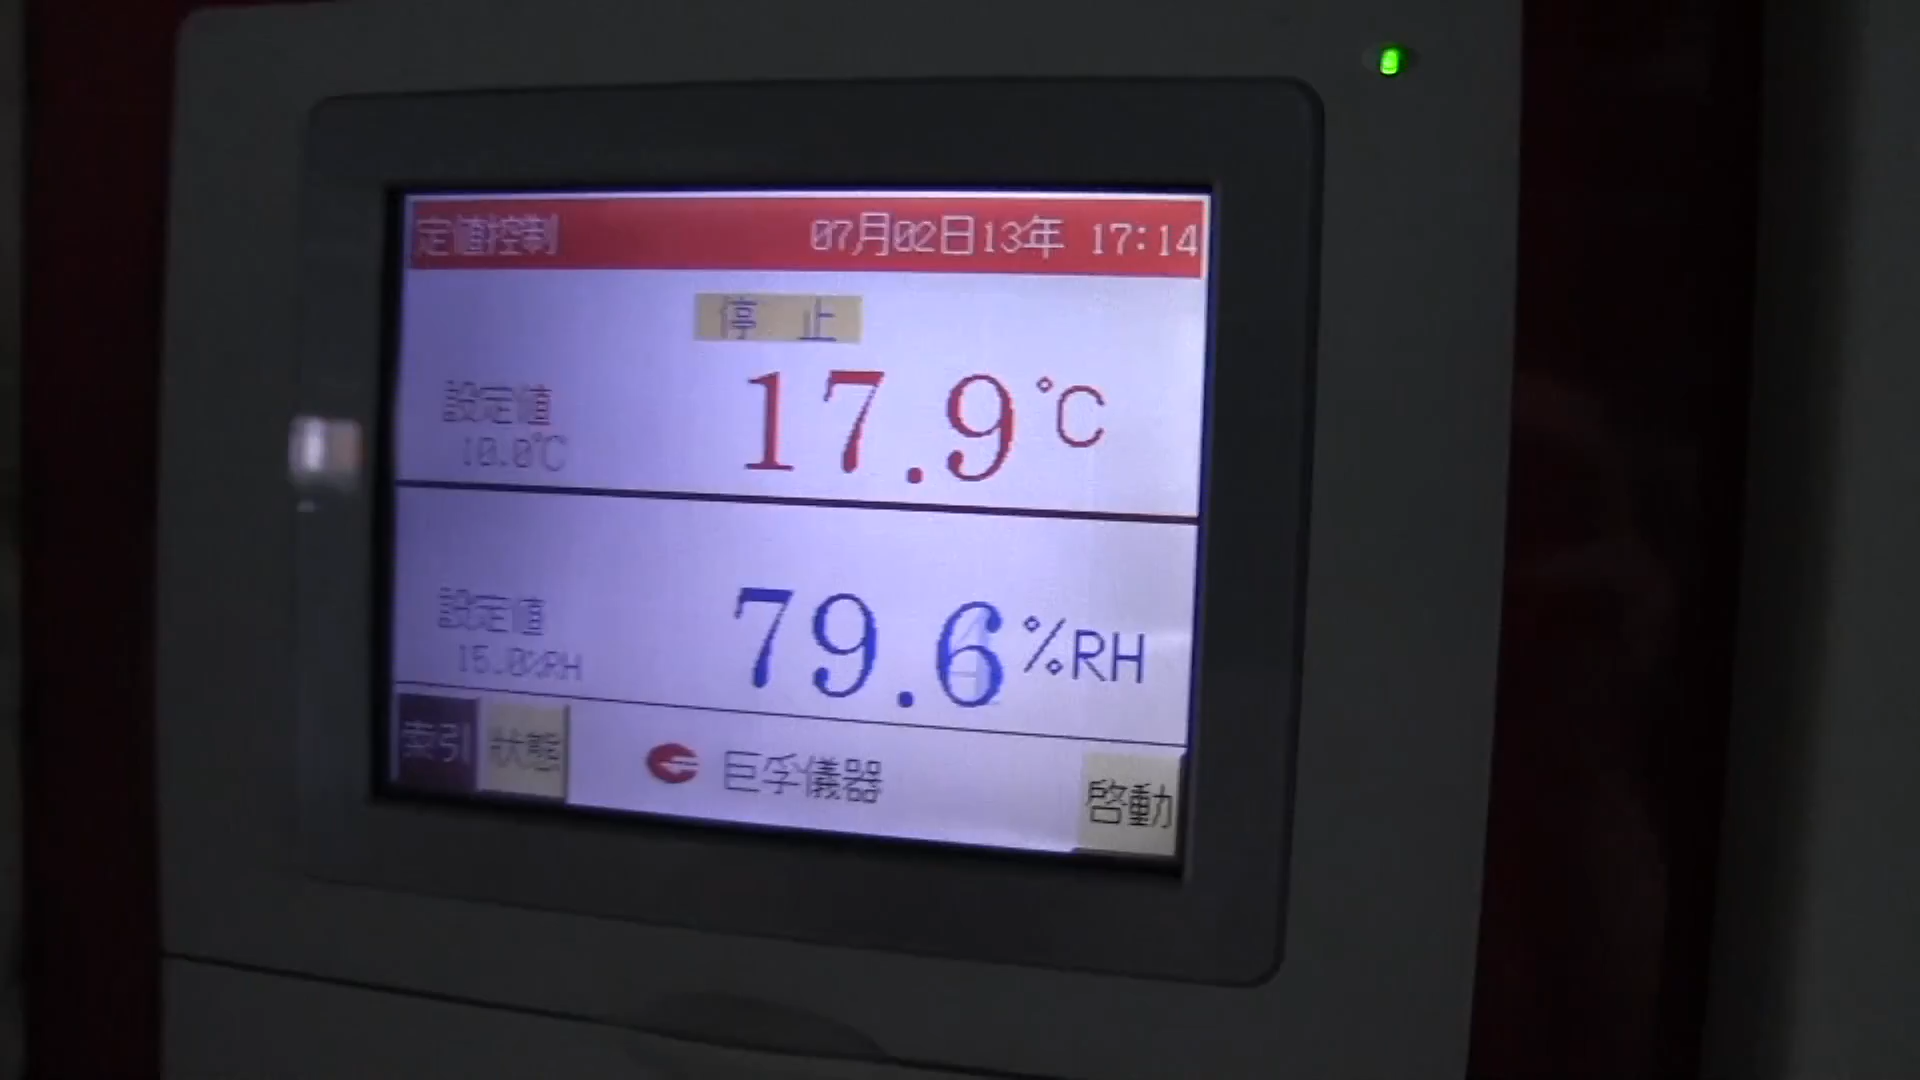 定值控制 07月02日13年 17:14
停 止
設定值 17.9℃
10.0℃
設定值 79.6%RH
15.0%RH
索引 狀態 巨孚儀器 啓動